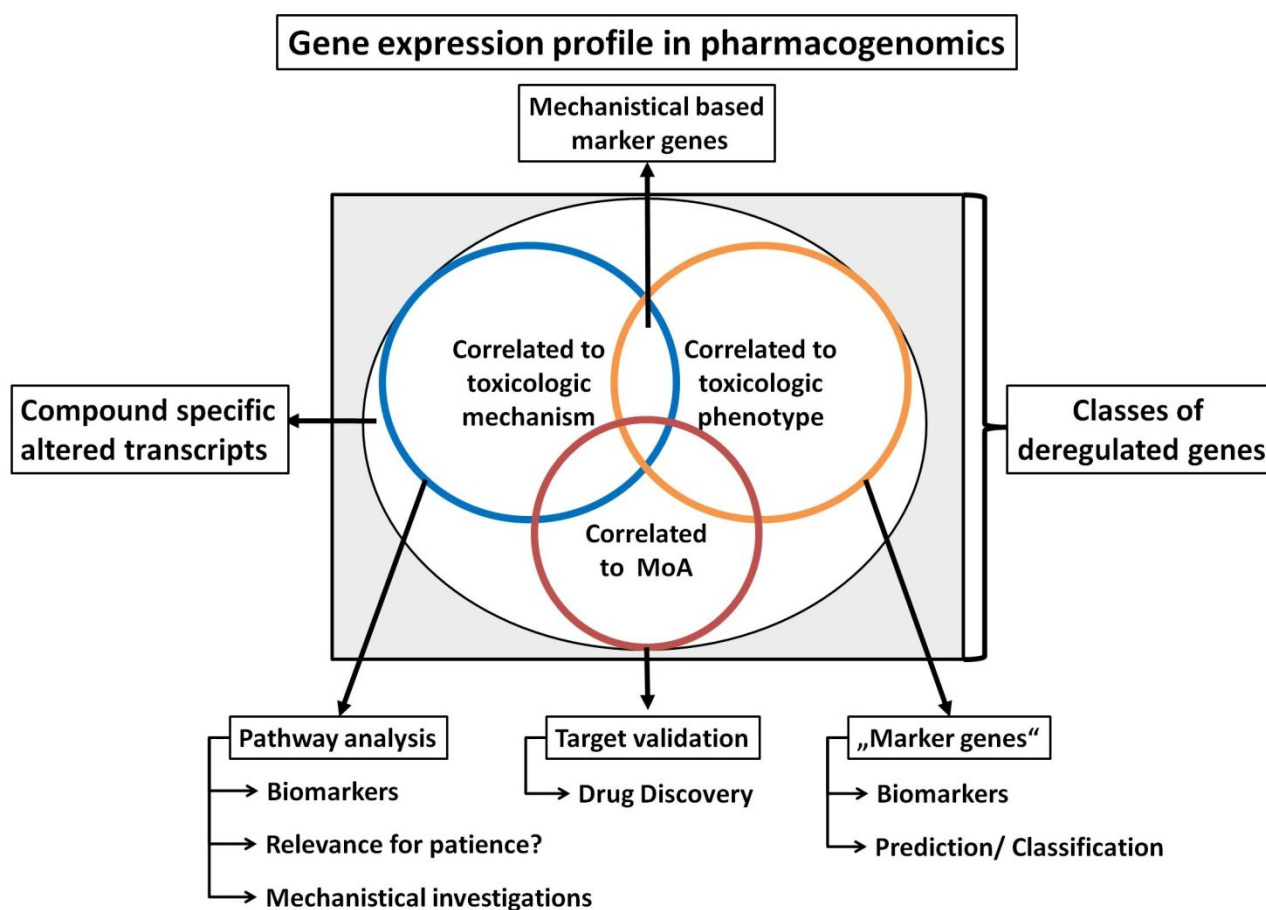 Gene expression profile in pharmacogenomics
Mechanistical based
marker genes
Correlated to
toxicologic
mechanism
Correlated to
toxicologic
phenotype
Compound specific
altered transcripts
Classes of
deregulated genes
Correlated
to MoA
Pathway analysis
Biomarkers
Relevance for patience?
Mechanistical investigations
Target validation
Drug Discovery
„Marker genes“
Biomarkers
Prediction/ Classification